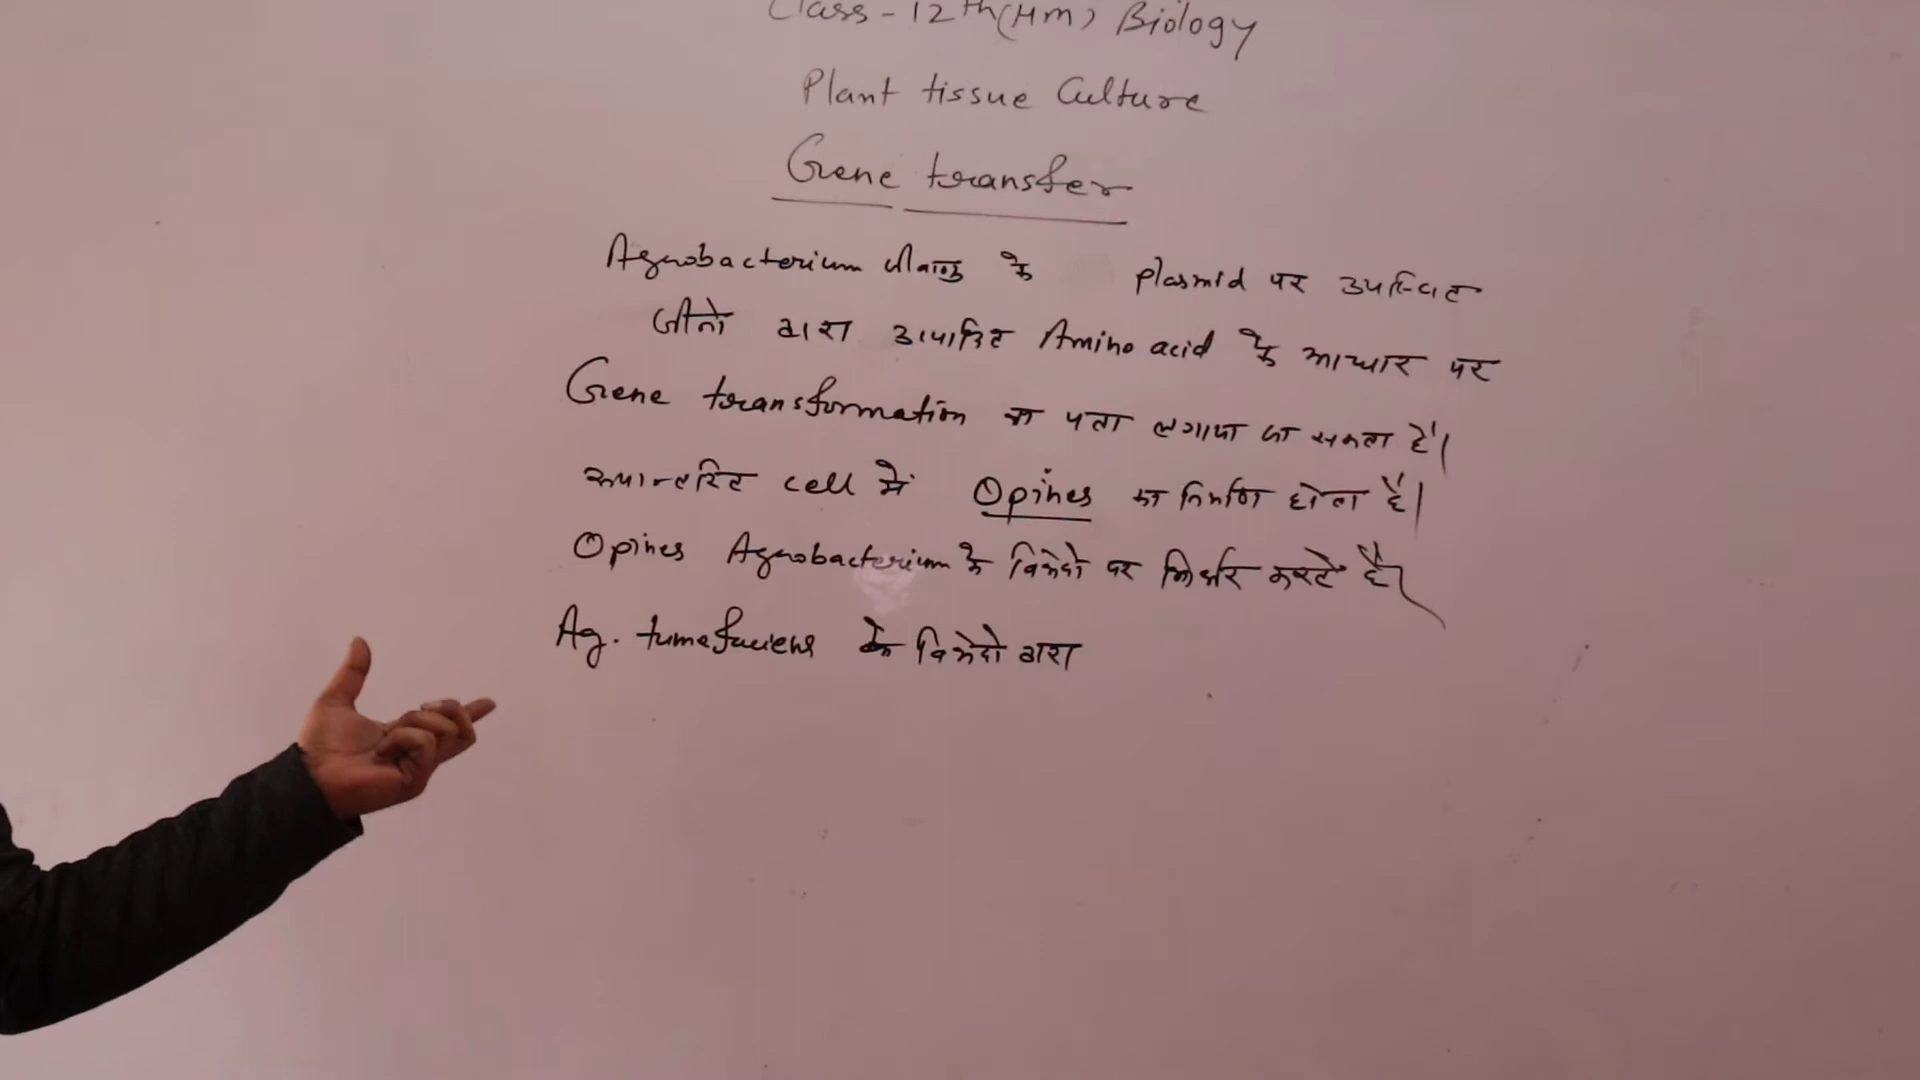 Class-12th(HM) Biology
Plant tissue Culture
Gene transfer
Agrobacterium जीवाणु के plasmid पर उपस्थित
जीनो द्वारा उत्पादित Amino acid के आधार पर
Gene transformation का पता लगाया जा सकता है।
रूपान्तरित cell में Opines का निर्माण होता है।
Opines Agrobacterium के विभेदो पर निर्भर करते है।
Ag. tumefaciens के विभेदो द्वारा